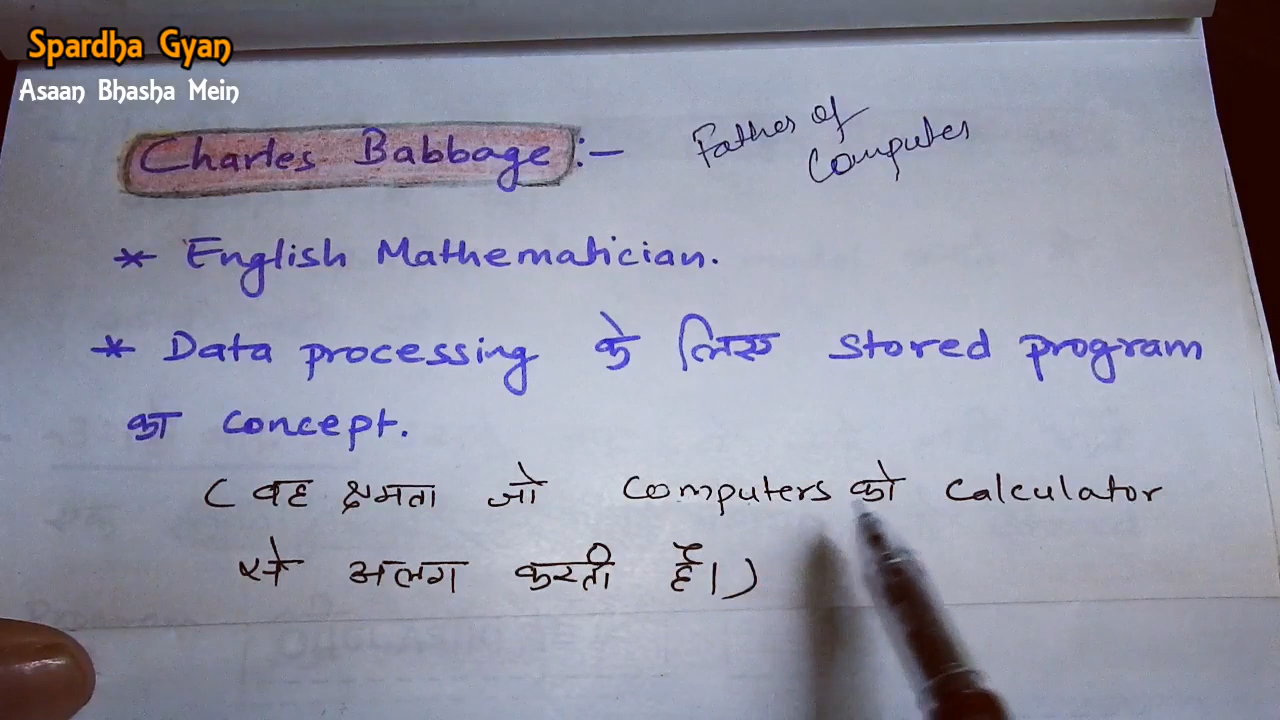 Spardha Gyan
Asaan Bhasha Mein
Charles Babbage :-
Father of
Computer
* English Mathematician.
* Data processing के लिए stored program
का concept.
( वह क्षमता जो Computers को Calculator
से अलग करती है। )